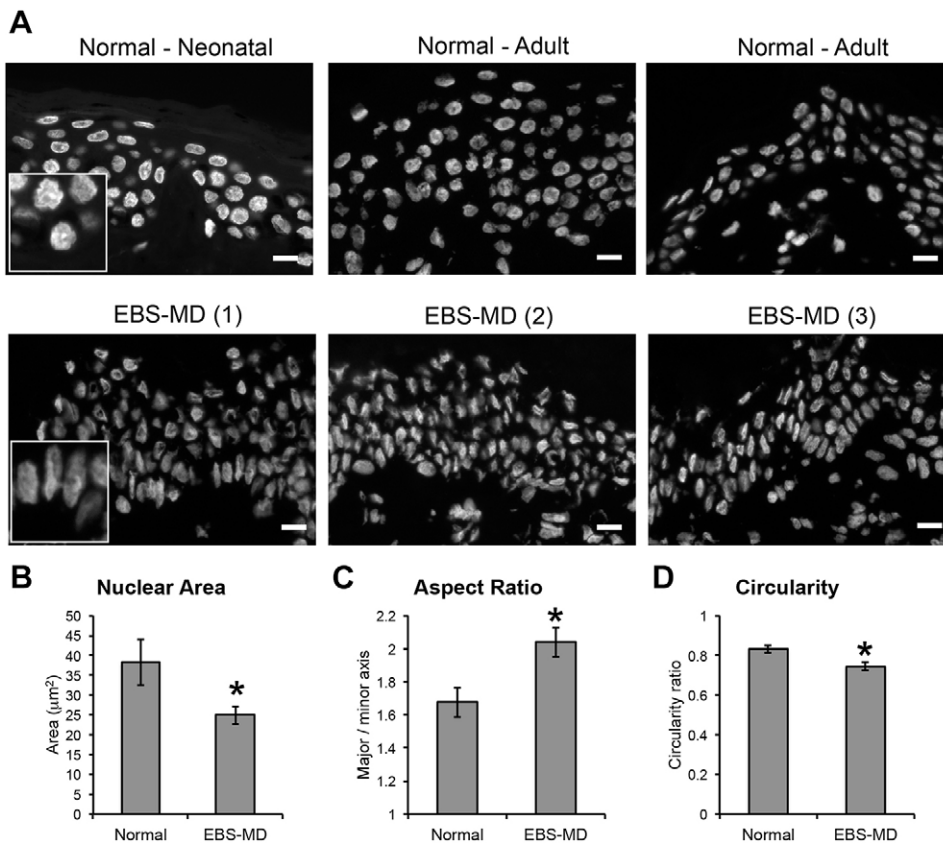 A
Normal - Neonatal
Normal - Adult
Normal - Adult
EBS-MD (1)
EBS-MD (2)
EBS-MD (3)
B
Nuclear Area
Area (μm²)
50
45
40
35
30
25
20
15
10
5
0
*
Normal
EBS-MD
C
Aspect Ratio
Major / minor axis
2.2
2
1.8
1.6
1.4
1.2
1
*
Normal
EBS-MD
D
Circularity
Circularity ratio
1
0.8
0.6
0.4
0.2
0
*
Normal
EBS-MD